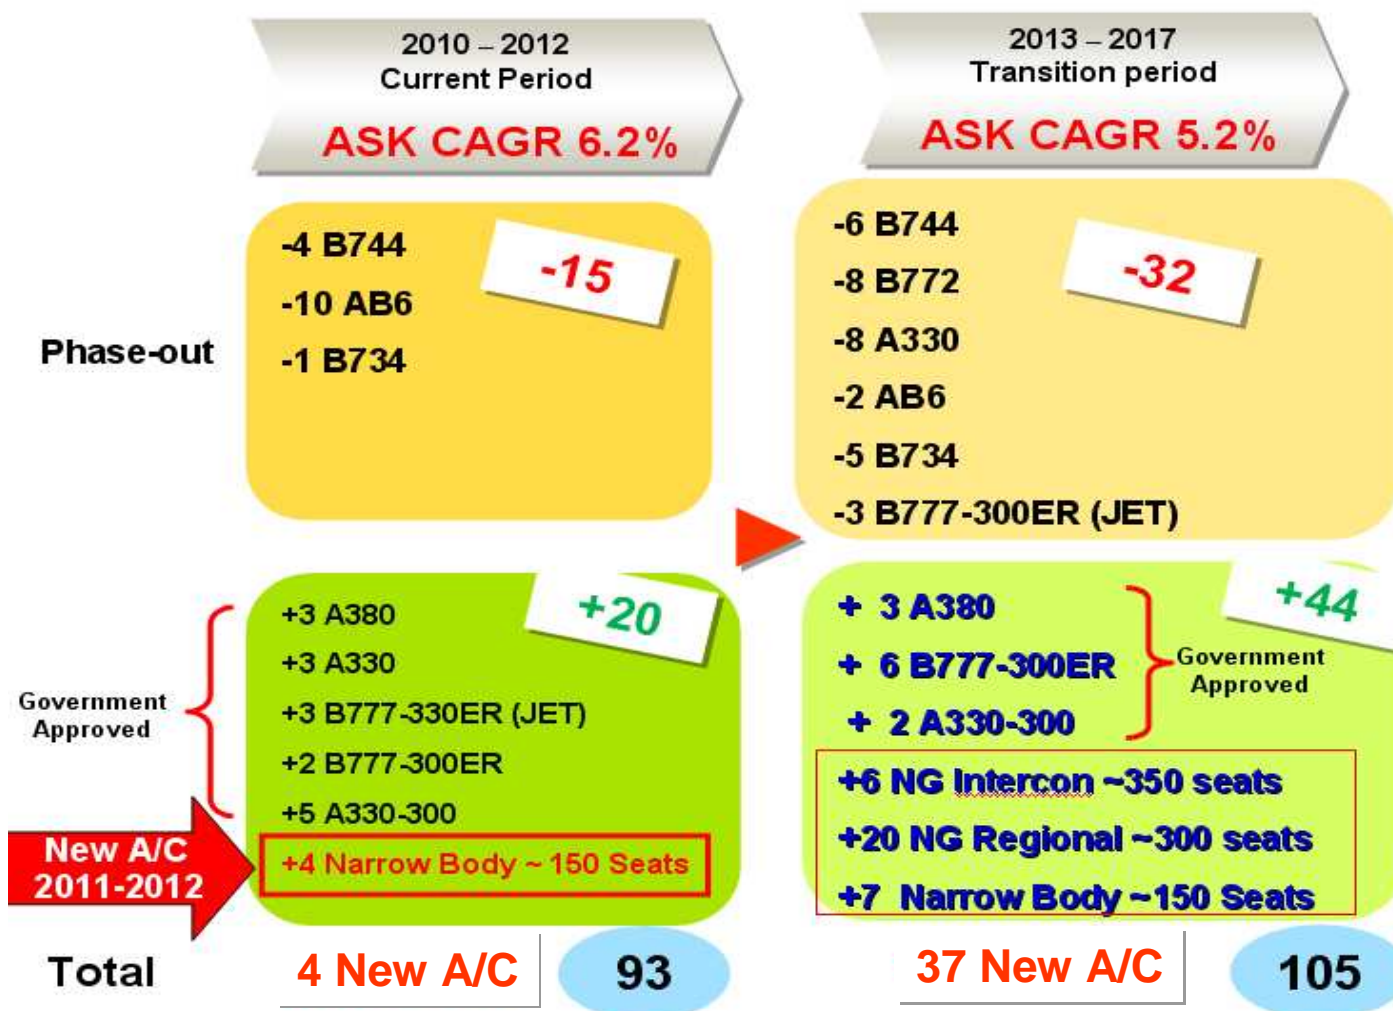 2010 – 2012
Current Period
ASK CAGR 6.2%
2013 – 2017
Transition period
ASK CAGR 5.2%
Phase-out
-4 B744
-10 AB6
-1 B734
-15
-6 B744
-8 B772
-8 A330
-2 AB6
-5 B734
-3 B777-300ER (JET)
-32
Government
Approved
+3 A380
+3 A330
+3 B777-330ER (JET)
+2 B777-300ER
+5 A330-300
+20
New A/C
2011-2012
+4 Narrow Body ~ 150 Seats
+ 3 A380
+ 6 B777-300ER
+ 2 A330-300
+44
Government
Approved
+6 NG Intercon ~350 seats
+20 NG Regional ~300 seats
+7 Narrow Body ~150 Seats
Total
4 New A/C
93
37 New A/C
105